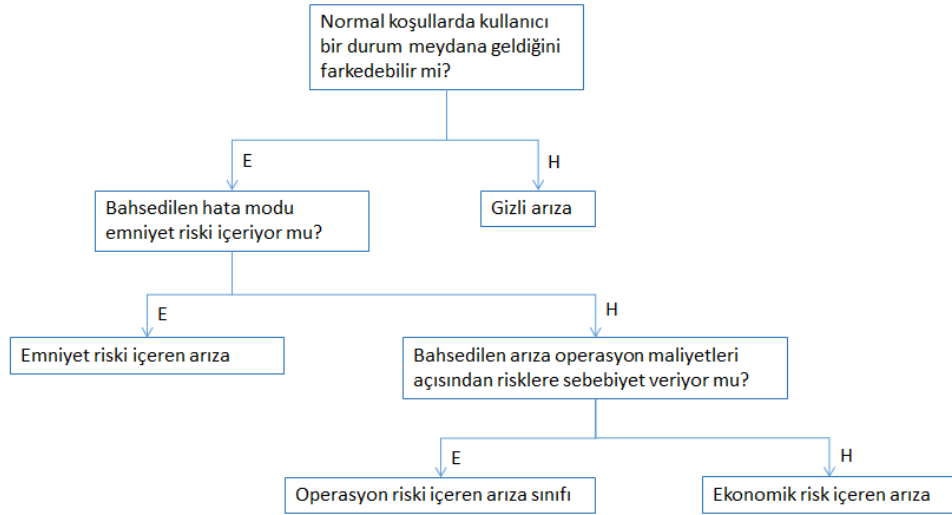 Normal koşullarda kullanıcı
bir durum meydana geldiğini
farkedebilir mi?
E
H
Bahsedilen hata modu
emniyet riski içeriyor mu?
Gizli arıza
E
H
Emniyet riski içeren arıza
Bahsedilen arıza operasyon maliyetleri
açısından risklere sebebiyet veriyor mu?
E
H
Operasyon riski içeren arıza sınıfı
Ekonomik risk içeren arıza